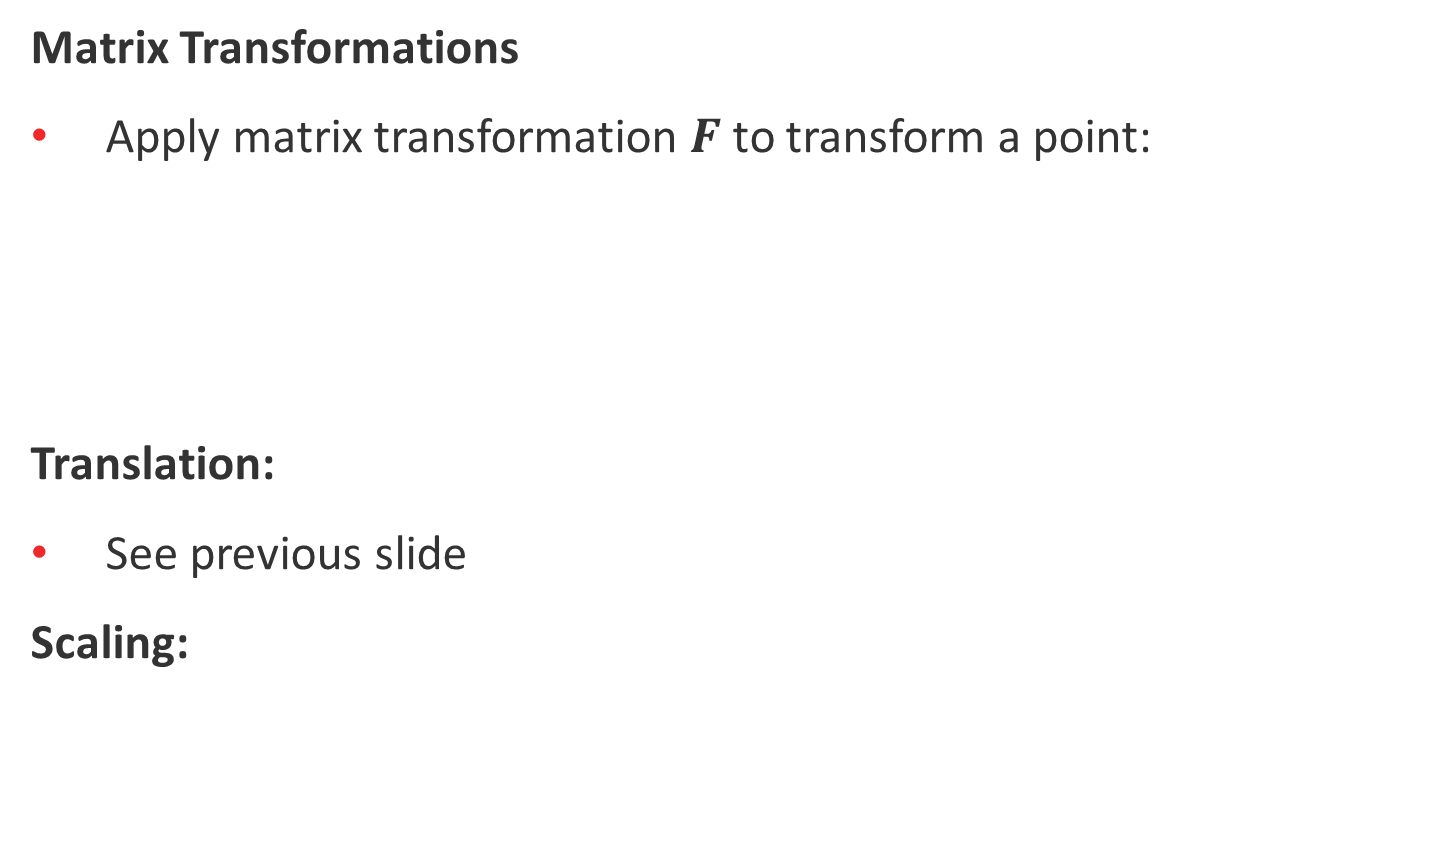 Matrix Transformations
• Apply matrix transformation F to transform a point:
Translation:
• See previous slide
Scaling: